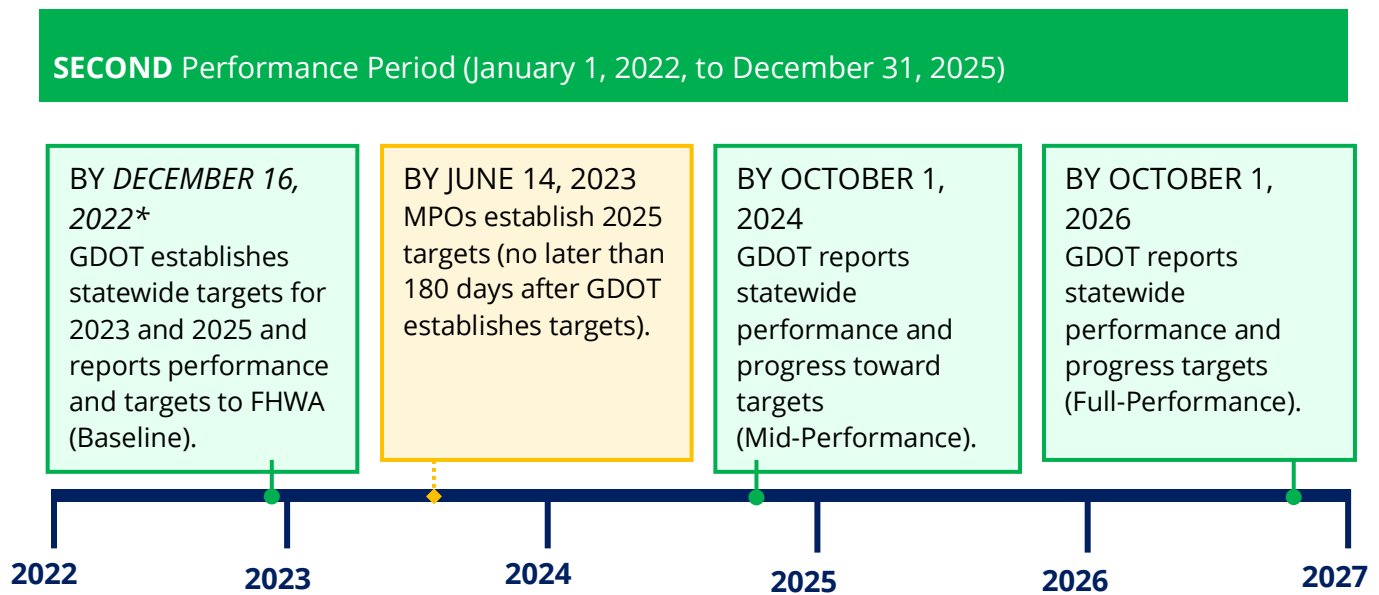 SECOND Performance Period (January 1, 2022, to December 31, 2025)
BY DECEMBER 16,
2022*
GDOT establishes
statewide targets for
2023 and 2025 and
reports performance
and targets to FHWA
(Baseline).
BY JUNE 14, 2023
MPOs establish 2025
targets (no later than
180 days after GDOT
establishes targets).
BY OCTOBER 1,
2024
GDOT reports
statewide
performance and
progress toward
targets
(Mid-Performance).
BY OCTOBER 1,
2026
GDOT reports
statewide
performance and
progress targets
(Full-Performance).
2022
2023
2024
2025
2026
2027